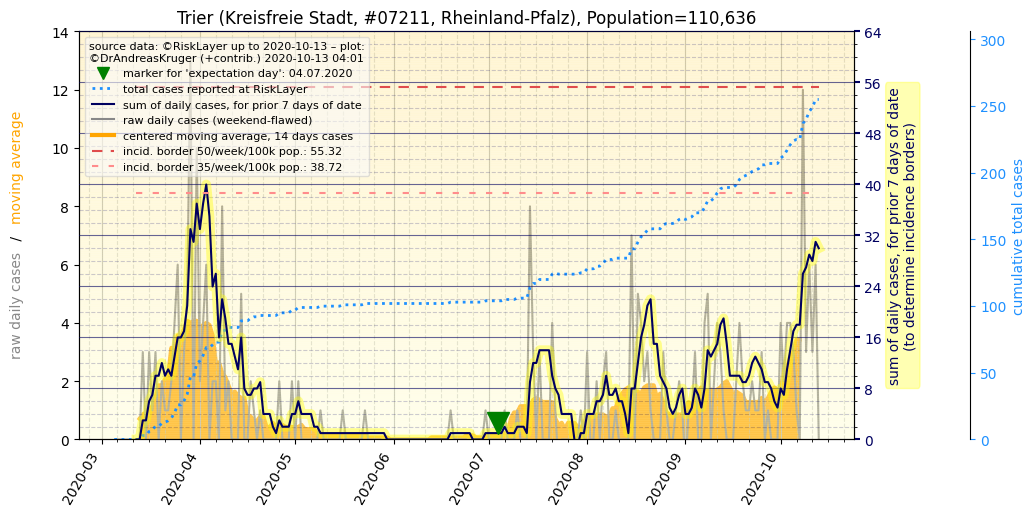 Trier (Kreisfreie Stadt, #07211, Rheinland-Pfalz), Population=110,636
source data: ©RiskLayer up to 2020-10-13 – plot:
©DrAndreasKruger (+contrib.) 2020-10-13 04:01
marker for 'expectation day': 04.07.2020
total cases reported at RiskLayer
sum of daily cases, for prior 7 days of date
raw daily cases (weekend-flawed)
centered moving average, 14 days cases
incid. border 50/week/100k pop.: 55.32
incid. border 35/week/100k pop.: 38.72
raw daily cases / moving average
14
12
10
8
6
4
2
0
2020-03
2020-04
2020-05
2020-06
2020-07
2020-08
2020-09
2020-10
64
56
48
40
32
24
16
8
0
sum of daily cases, for prior 7 days of date
(to determine incidence borders)
300
250
200
150
100
50
0
cumulative total cases